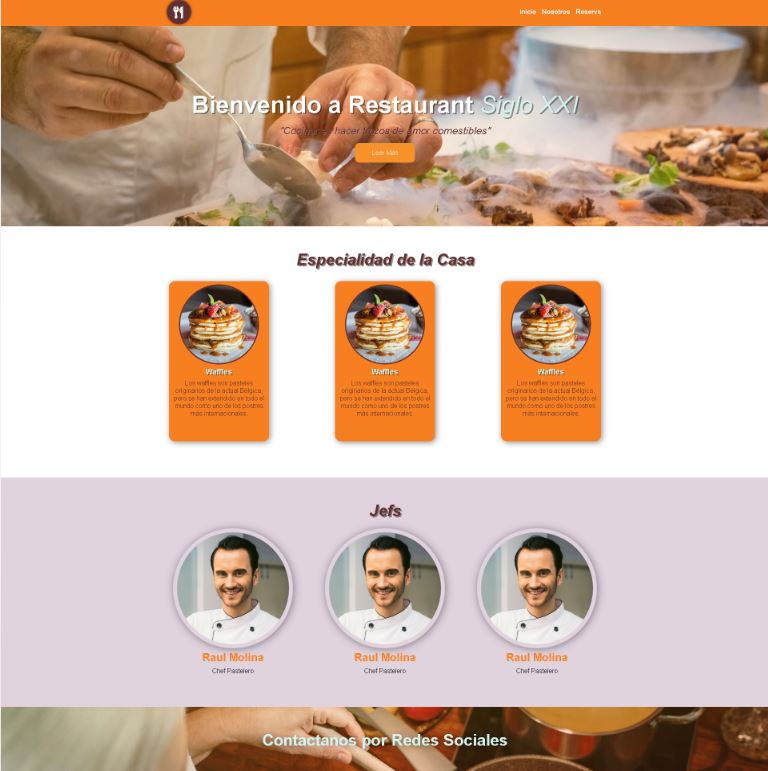 Inicio Nosotros Reserva
Bienvenido a Restaurant Siglo XXI
"Cocinar es hacer trozos de amor comestibles"
Leer Más
Especialidad de la Casa
Waffles
Los waffles son pasteles
originarios de la actual Bélgica,
pero se han extendido en todo el
mundo como uno de los postres
más internacionales.
Waffles
Los waffles son pasteles
originarios de la actual Bélgica,
pero se han extendido en todo el
mundo como uno de los postres
más internacionales.
Waffles
Los waffles son pasteles
originarios de la actual Bélgica,
pero se han extendido en todo el
mundo como uno de los postres
más internacionales.
Jefs
Raul Molina
Chef Pastelero
Raul Molina
Chef Pastelero
Raul Molina
Chef Pastelero
Contactanos por Redes Sociales